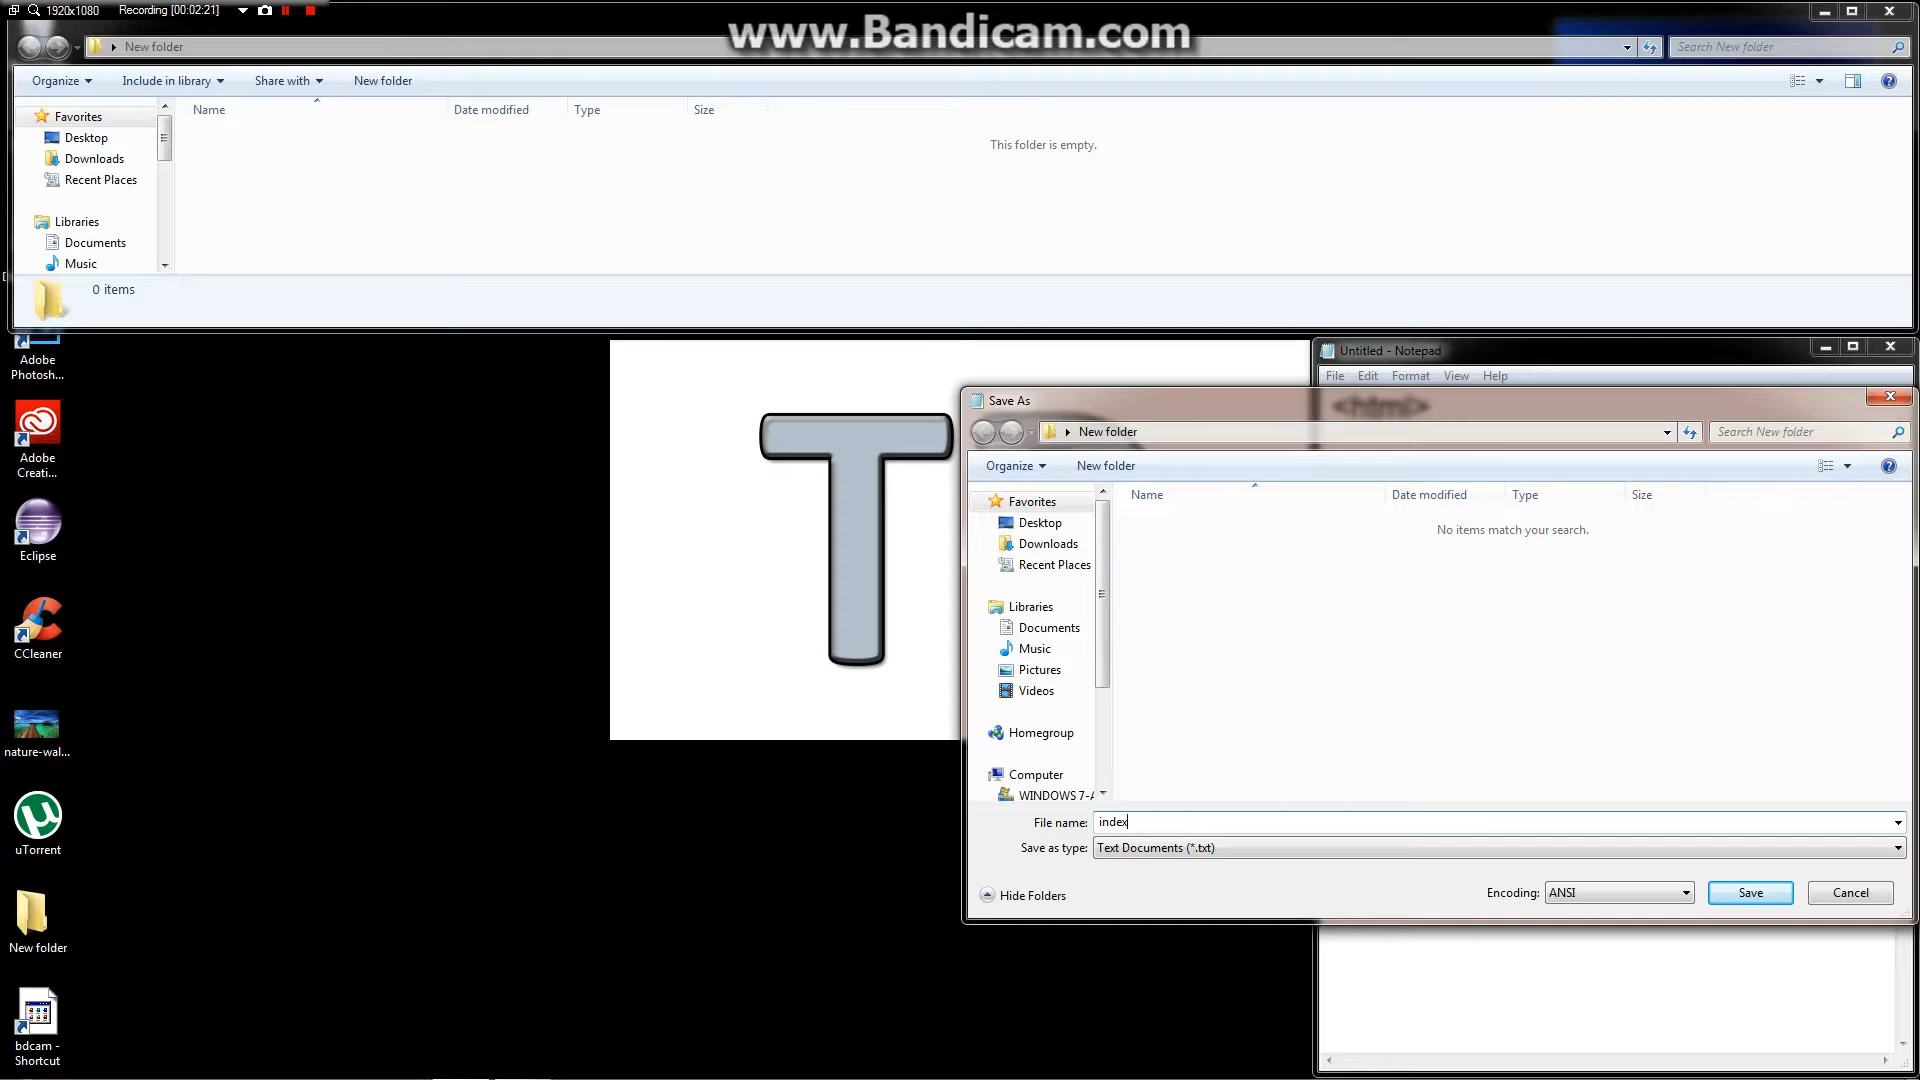 1920x1080 Recording [00:02:21]
www.Bandicam.com
New folder
Search New folder
Organize Include in library Share with New folder
Name Date modified Type Size
Favorites
Desktop
Downloads
Recent Places
Libraries
Documents
Music
This folder is empty.
0 items
Adobe
Photosh...
Adobe
Creati...
Eclipse
CCleaner
nature-wal...
uTorrent
New folder
bdcam -
Shortcut
T
Untitled - Notepad
File Edit Format View Help
<html>
Save As
New folder
Search New folder
Organize New folder
Name Date modified Type Size
Favorites
Desktop
Downloads
Recent Places
Libraries
Documents
Music
Pictures
Videos
Homegroup
Computer
WINDOWS 7-A
No items match your search.
File name: index
Save as type: Text Documents (*.txt)
Hide Folders
Encoding: ANSI Save Cancel